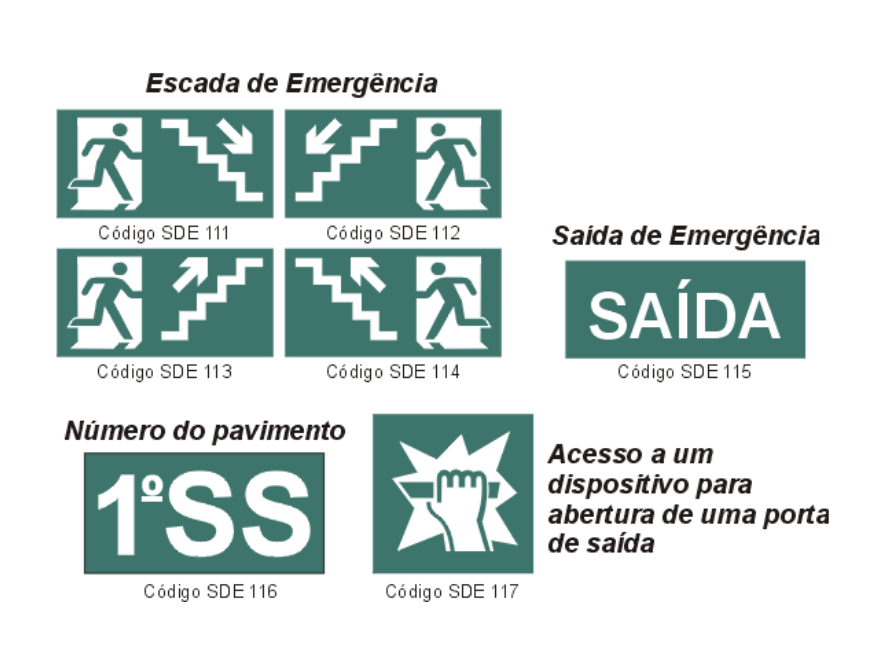 Escada de Emergência
Código SDE 111
Código SDE 112
Código SDE 113
Código SDE 114
Saída de Emergência
SAÍDA
Código SDE 115
Número do pavimento
1ºSS
Código SDE 116
Código SDE 117
Acesso a um
dispositivo para
abertura de uma porta
de saída